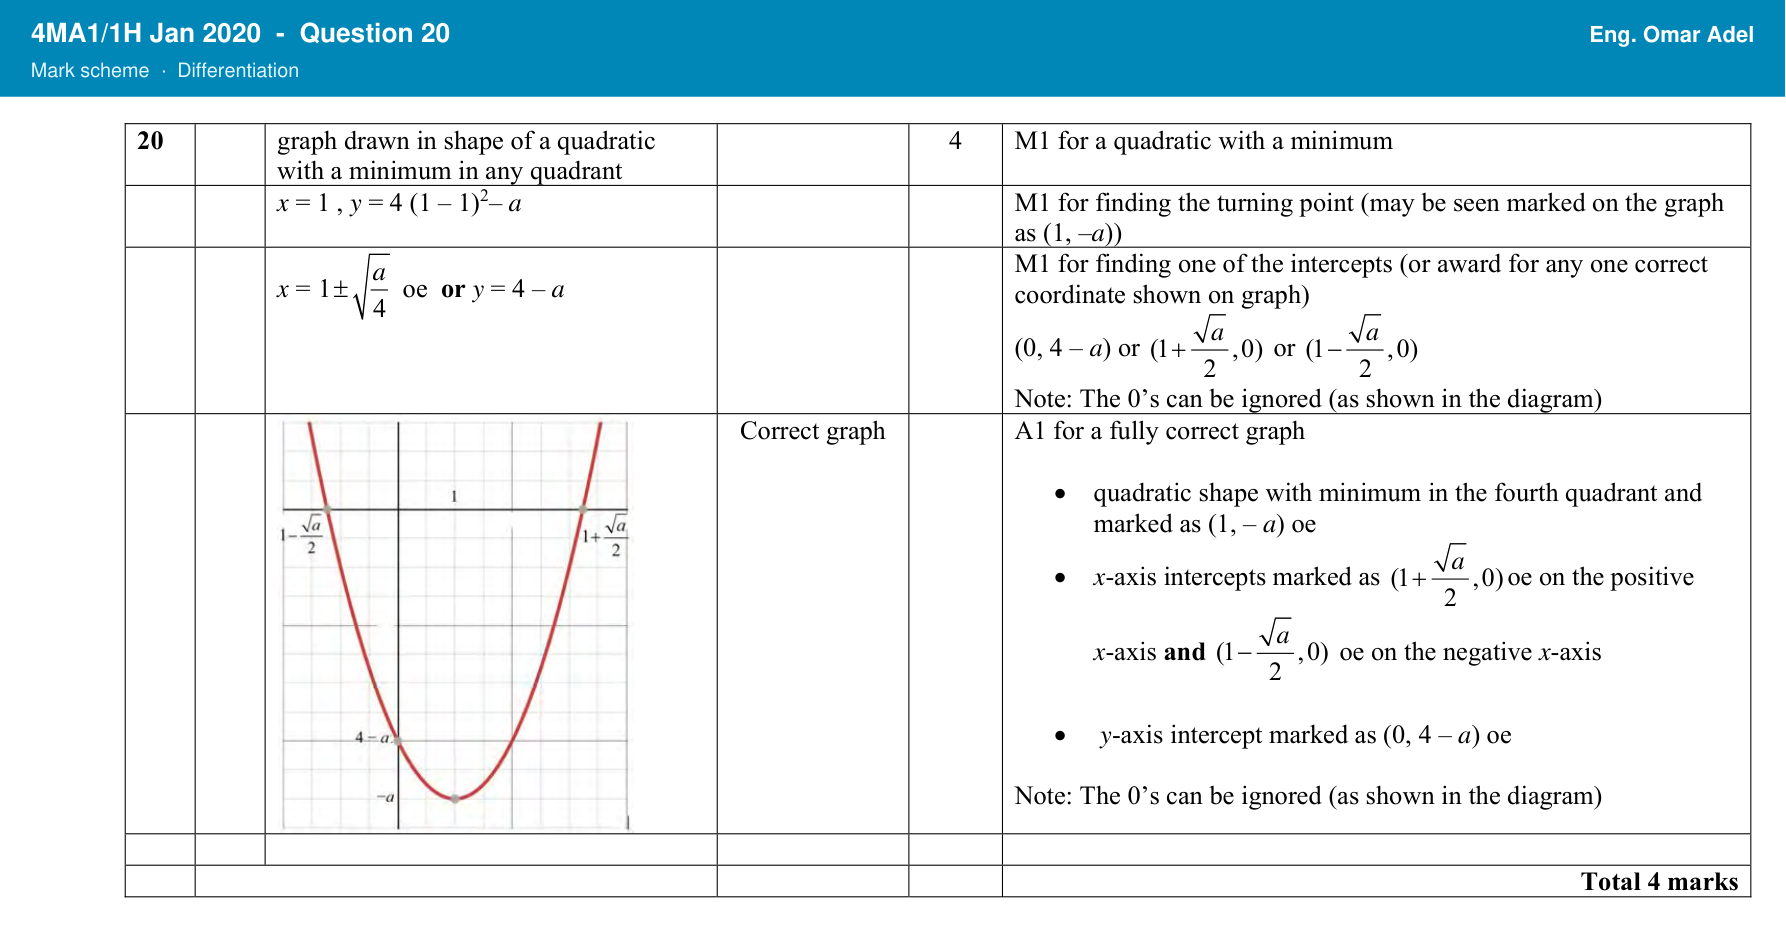 4MA1/1H Jan 2020 - Question 20
Eng. Omar Adel
Mark scheme · Differentiation
20
graph drawn in shape of a quadratic
with a minimum in any quadrant
4
M1 for a quadratic with a minimum
x = 1 , y = 4 (1 – 1)²– a
M1 for finding the turning point (may be seen marked on the graph
as (1, –a))
x = 1 ± √(a/4) oe or y = 4 – a
M1 for finding one of the intercepts (or award for any one correct
coordinate shown on graph)
(0, 4 – a) or (1+ √a/2 ,0) or (1– √a/2 ,0)
Note: The 0’s can be ignored (as shown in the diagram)
1
1– √a/2
1+ √a/2
4 – a
–a
Correct graph
A1 for a fully correct graph
• quadratic shape with minimum in the fourth quadrant and
marked as (1, – a) oe
• x-axis intercepts marked as (1+ √a/2 ,0) oe on the positive
x-axis and (1– √a/2 ,0) oe on the negative x-axis
• y-axis intercept marked as (0, 4 – a) oe
Note: The 0’s can be ignored (as shown in the diagram)
Total 4 marks